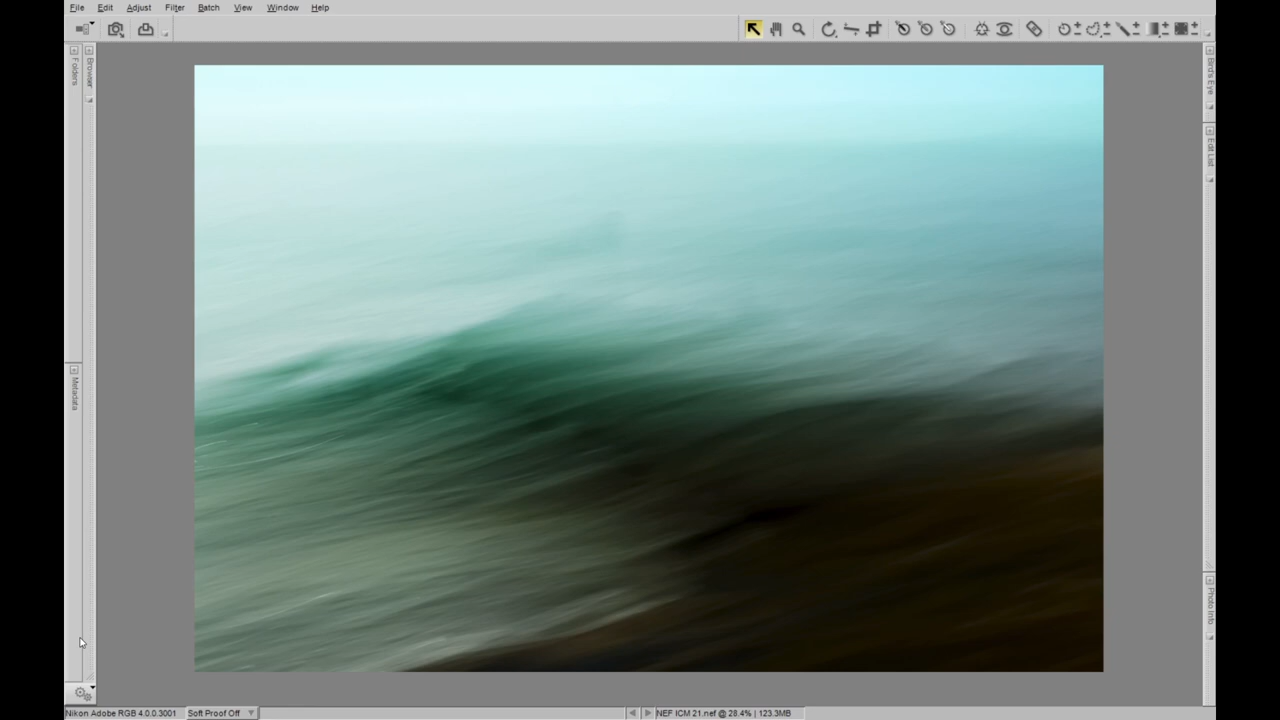 File Edit Adjust Filter Batch View Window Help
Folders
Browser
Metadata
Bird's Eye
Edit List
Photo Info
Nikon Adobe RGB 4.0.0.3001 Soft Proof Off NEF ICM 21.nef @ 28.4% | 123.3MB